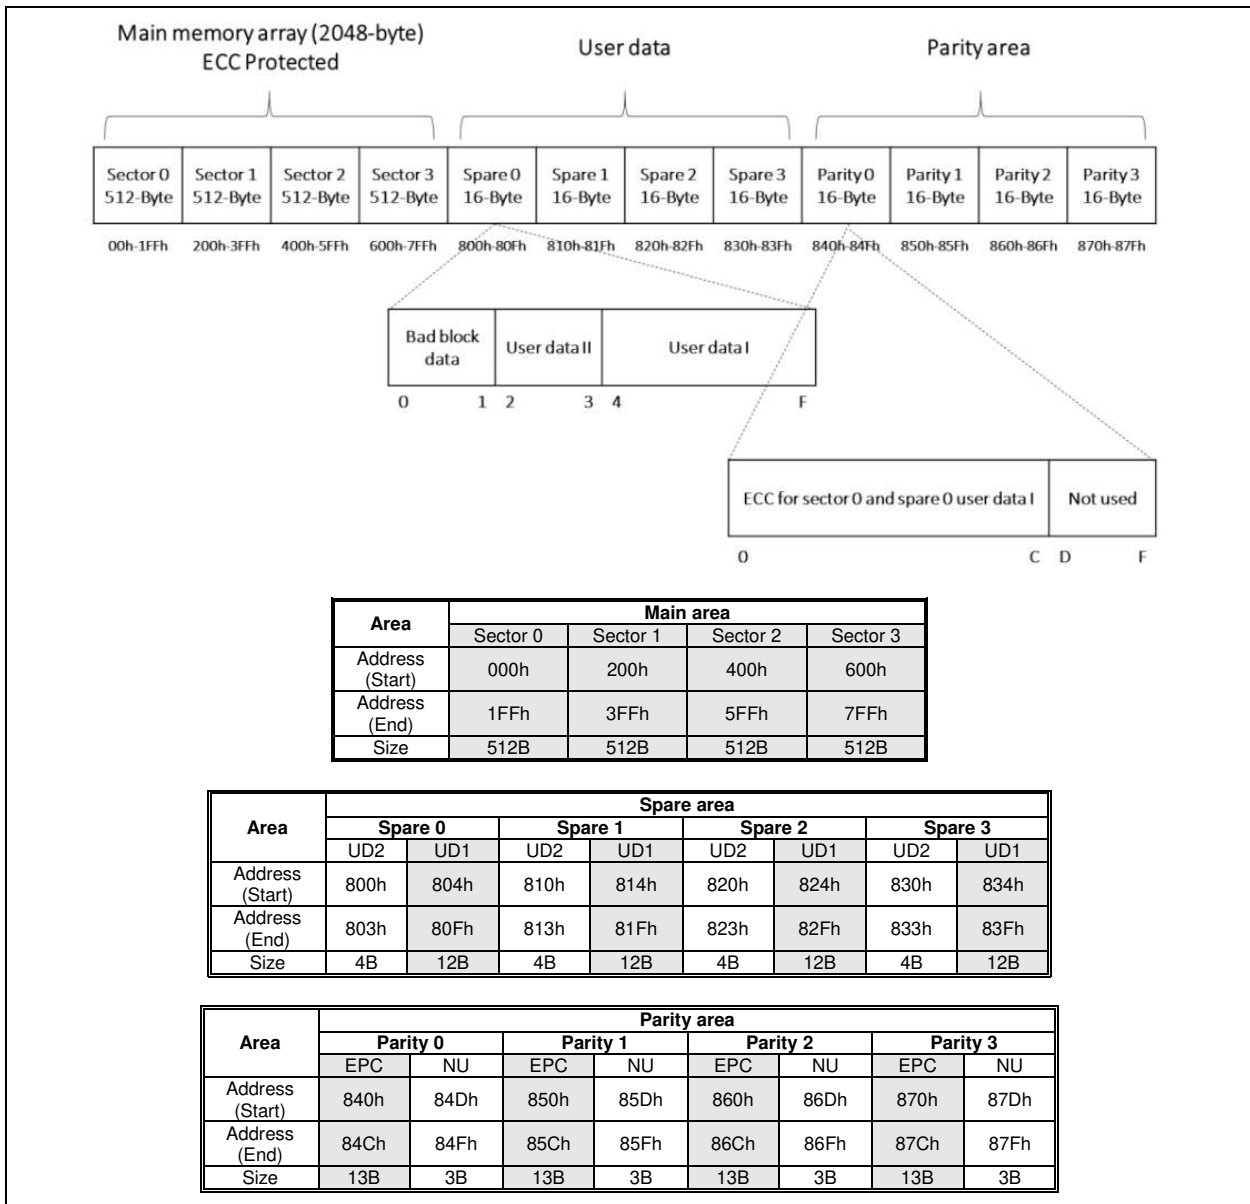 Main memory array (2048-byte)
ECC Protected
User data
Parity area
Sector 0 Sector 1 Sector 2 Sector 3 Spare 0 Spare 1 Spare 2 Spare 3 Parity 0 Parity 1 Parity 2 Parity 3
512-Byte 512-Byte 512-Byte 512-Byte 16-Byte 16-Byte 16-Byte 16-Byte 16-Byte 16-Byte 16-Byte 16-Byte
00h-1FFh 200h-3FFh 400h-5FFh 600h-7FFh 800h-80Fh 810h-81Fh 820h-82Fh 830h-83Fh 840h-84Fh 850h-85Fh 860h-86Fh 870h-87Fh
Bad block
data
User data II
User data I
0 1 2 3 4 F
ECC for sector 0 and spare 0 user data I Not used
0 C D F
Area Main area
Sector 0 Sector 1 Sector 2 Sector 3
Address
(Start) 000h 200h 400h 600h
Address
(End) 1FFh 3FFh 5FFh 7FFh
Size 512B 512B 512B 512B
Area Spare area
Spare 0 Spare 1 Spare 2 Spare 3
UD2 UD1 UD2 UD1 UD2 UD1 UD2 UD1
Address
(Start) 800h 804h 810h 814h 820h 824h 830h 834h
Address
(End) 803h 80Fh 813h 81Fh 823h 82Fh 833h 83Fh
Size 4B 12B 4B 12B 4B 12B 4B 12B
Area Parity area
Parity 0 Parity 1 Parity 2 Parity 3
EPC NU EPC NU EPC NU EPC NU
Address
(Start) 840h 84Dh 850h 85Dh 860h 86Dh 870h 87Dh
Address
(End) 84Ch 84Fh 85Ch 85Fh 86Ch 86Fh 87Ch 87Fh
Size 13B 3B 13B 3B 13B 3B 13B 3B